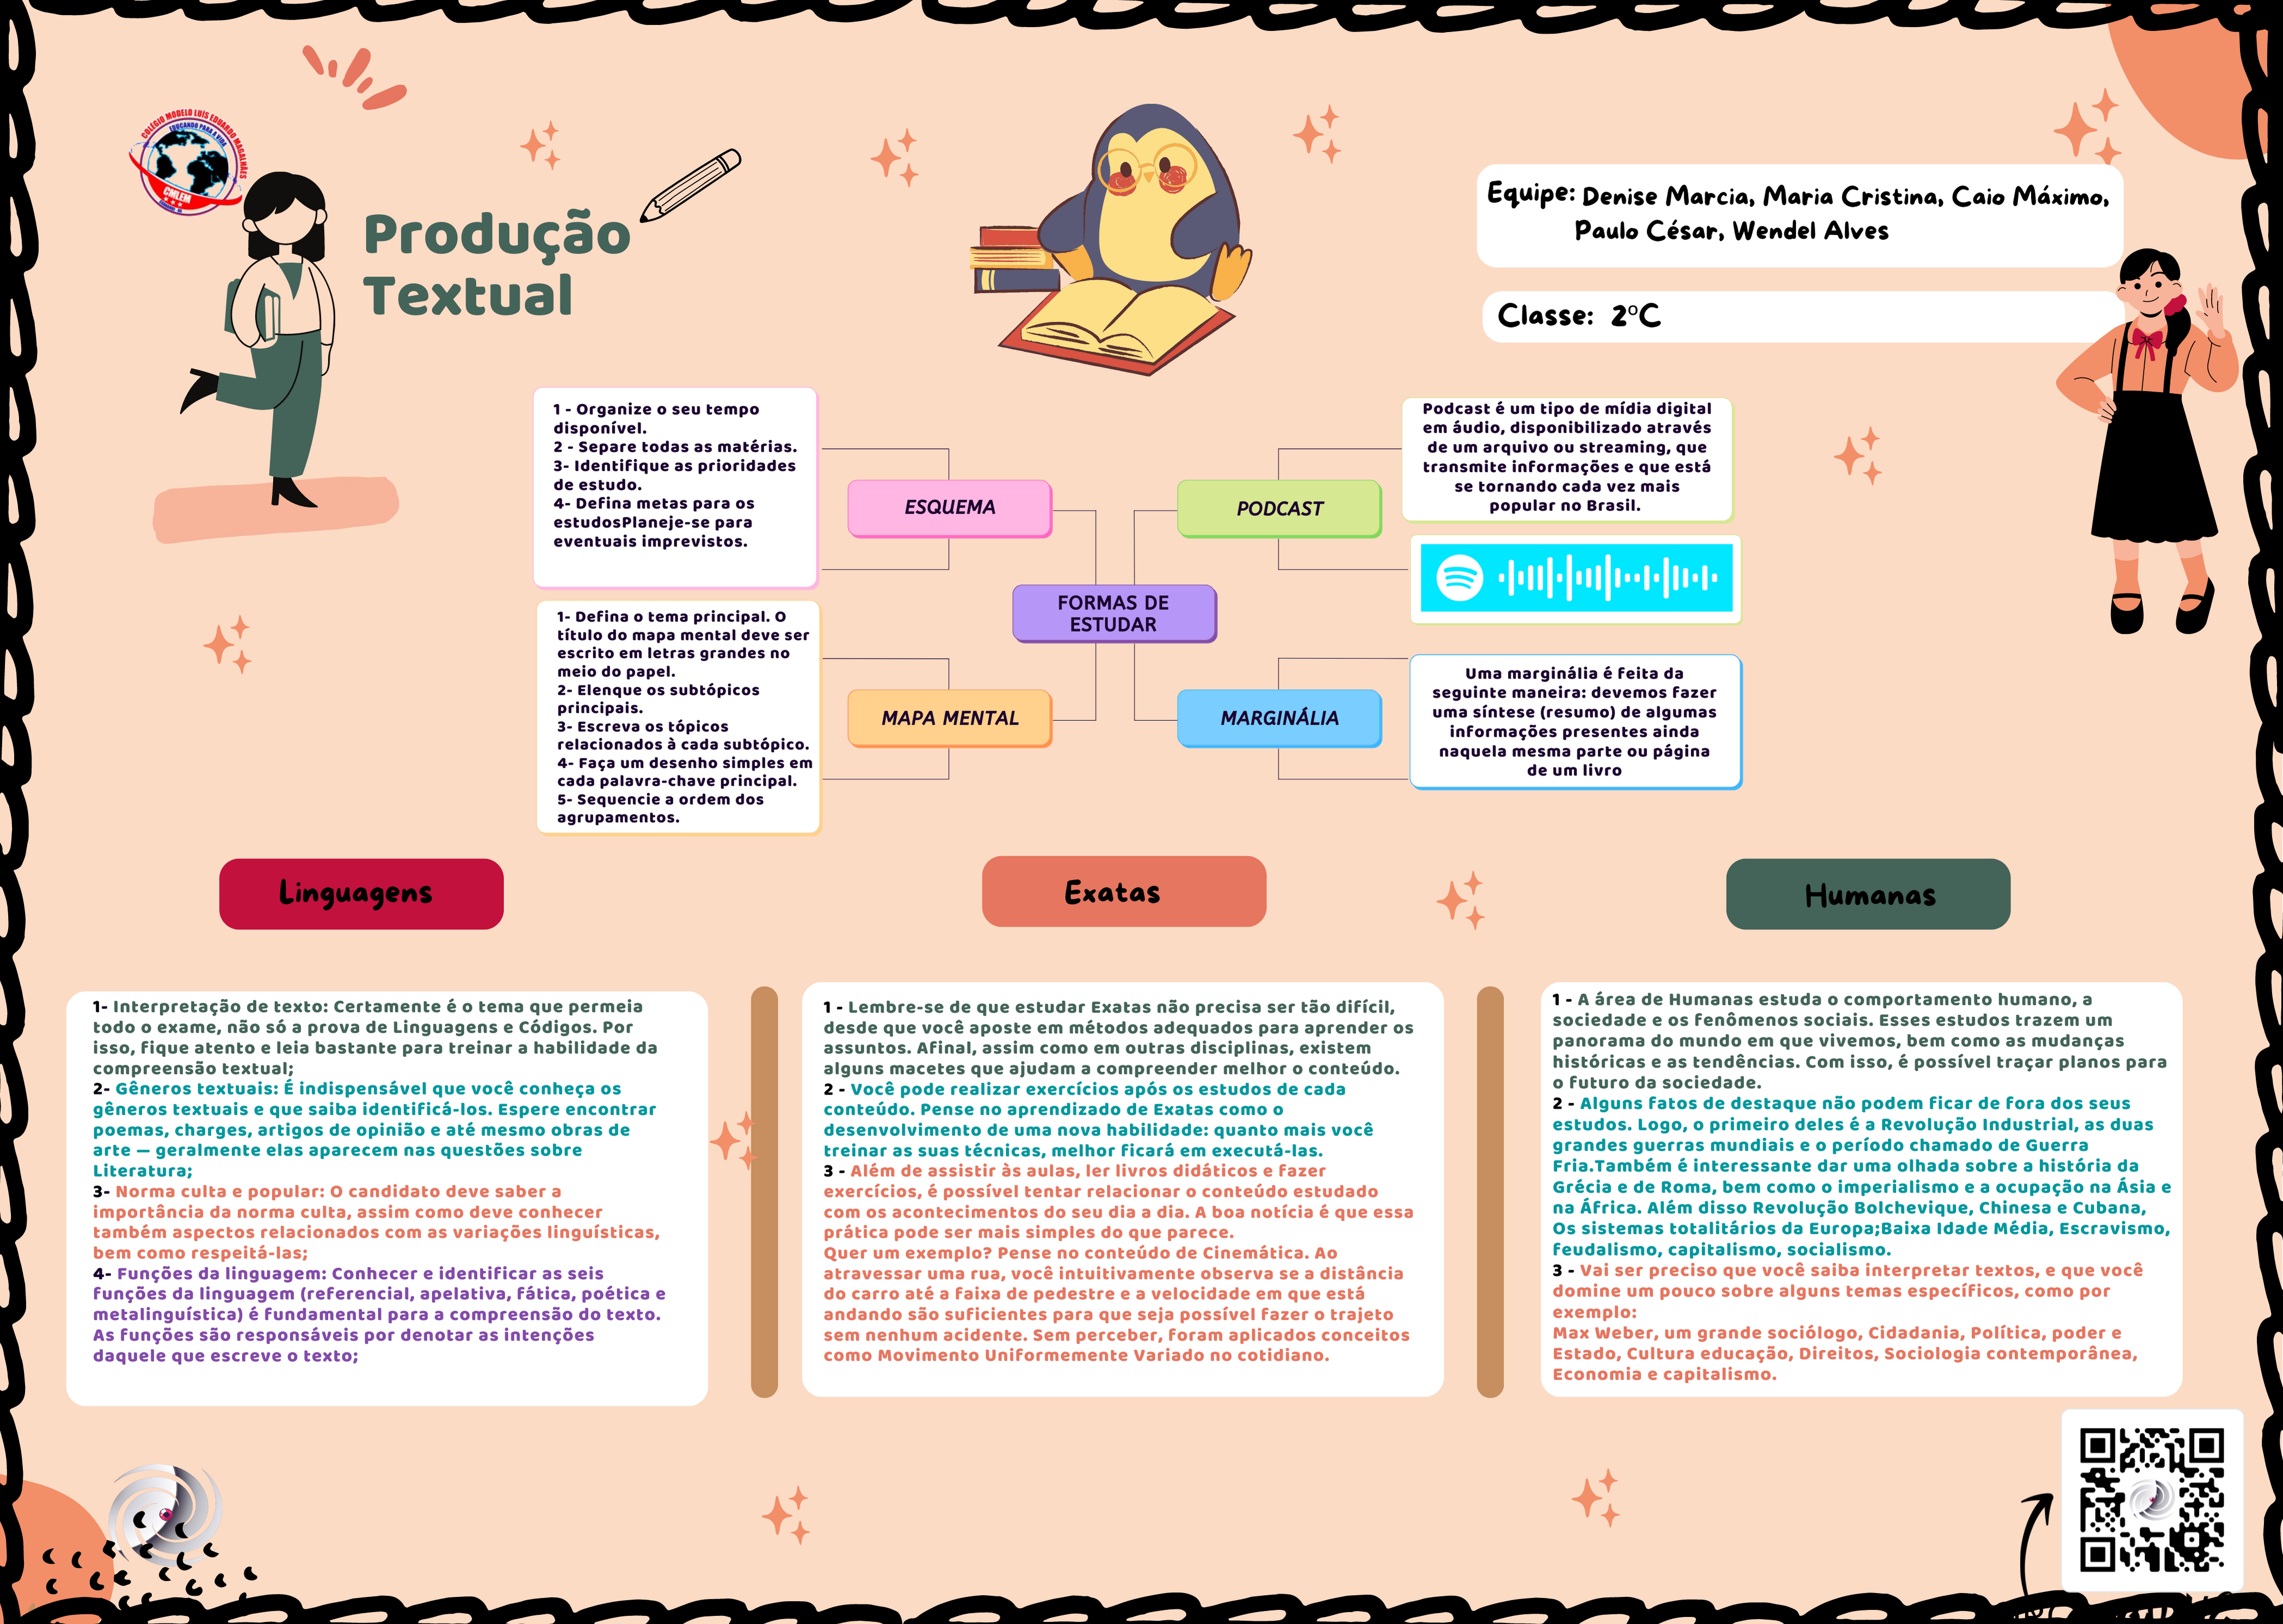 COLÉGIO MODELO LUÍS EDUARDO MAGALHÃES
EDUCANDO PARA A VIDA
CMLEM
Produção
Textual
Equipe: Denise Marcia, Maria Cristina, Caio Máximo,
Paulo César, Wendel Alves
Classe: 2ºC
1 - Organize o seu tempo
disponível.
2 - Separe todas as matérias.
3- Identifique as prioridades
de estudo.
4- Defina metas para os
estudosPlaneje-se para
eventuais imprevistos.
ESQUEMA
PODCAST
Podcast é um tipo de mídia digital
em áudio, disponibilizado através
de um arquivo ou streaming, que
transmite informações e que está
se tornando cada vez mais
popular no Brasil.
FORMAS DE
ESTUDAR
1- Defina o tema principal. O
título do mapa mental deve ser
escrito em letras grandes no
meio do papel.
2- Elenque os subtópicos
principais.
3- Escreva os tópicos
relacionados à cada subtópico.
4- Faça um desenho simples em
cada palavra-chave principal.
5- Sequencie a ordem dos
agrupamentos.
MAPA MENTAL
MARGINÁLIA
Uma marginália é feita da
seguinte maneira: devemos fazer
uma síntese (resumo) de algumas
informações presentes ainda
naquela mesma parte ou página
de um livro
Linguagens
1- Interpretação de texto: Certamente é o tema que permeia
todo o exame, não só a prova de Linguagens e Códigos. Por
isso, fique atento e leia bastante para treinar a habilidade da
compreensão textual;
2- Gêneros textuais: É indispensável que você conheça os
gêneros textuais e que saiba identificá-los. Espere encontrar
poemas, charges, artigos de opinião e até mesmo obras de
arte — geralmente elas aparecem nas questões sobre
Literatura;
3- Norma culta e popular: O candidato deve saber a
importância da norma culta, assim como deve conhecer
também aspectos relacionados com as variações linguísticas,
bem como respeitá-las;
4- Funções da linguagem: Conhecer e identificar as seis
funções da linguagem (referencial, apelativa, fática, poética e
metalinguística) é fundamental para a compreensão do texto.
As funções são responsáveis por denotar as intenções
daquele que escreve o texto;
Exatas
1 - Lembre-se de que estudar Exatas não precisa ser tão difícil,
desde que você aposte em métodos adequados para aprender os
assuntos. Afinal, assim como em outras disciplinas, existem
alguns macetes que ajudam a compreender melhor o conteúdo.
2 - Você pode realizar exercícios após os estudos de cada
conteúdo. Pense no aprendizado de Exatas como o
desenvolvimento de uma nova habilidade: quanto mais você
treinar as suas técnicas, melhor ficará em executá-las.
3 - Além de assistir às aulas, ler livros didáticos e fazer
exercícios, é possível tentar relacionar o conteúdo estudado
com os acontecimentos do seu dia a dia. A boa notícia é que essa
prática pode ser mais simples do que parece.
Quer um exemplo? Pense no conteúdo de Cinemática. Ao
atravessar uma rua, você intuitivamente observa se a distância
do carro até a faixa de pedestre e a velocidade em que está
andando são suficientes para que seja possível fazer o trajeto
sem nenhum acidente. Sem perceber, foram aplicados conceitos
como Movimento Uniformemente Variado no cotidiano.
Humanas
1 - A área de Humanas estuda o comportamento humano, a
sociedade e os fenômenos sociais. Esses estudos trazem um
panorama do mundo em que vivemos, bem como as mudanças
históricas e as tendências. Com isso, é possível traçar planos para
o futuro da sociedade.
2 - Alguns fatos de destaque não podem ficar de fora dos seus
estudos. Logo, o primeiro deles é a Revolução Industrial, as duas
grandes guerras mundiais e o período chamado de Guerra
Fria.Também é interessante dar uma olhada sobre a história da
Grécia e de Roma, bem como o imperialismo e a ocupação na Ásia e
na África. Além disso Revolução Bolchevique, Chinesa e Cubana,
Os sistemas totalitários da Europa;Baixa Idade Média, Escravismo,
feudalismo, capitalismo, socialismo.
3 - Vai ser preciso que você saiba interpretar textos, e que você
domine um pouco sobre alguns temas específicos, como por
exemplo:
Max Weber, um grande sociólogo, Cidadania, Política, poder e
Estado, Cultura educação, Direitos, Sociologia contemporânea,
Economia e capitalismo.